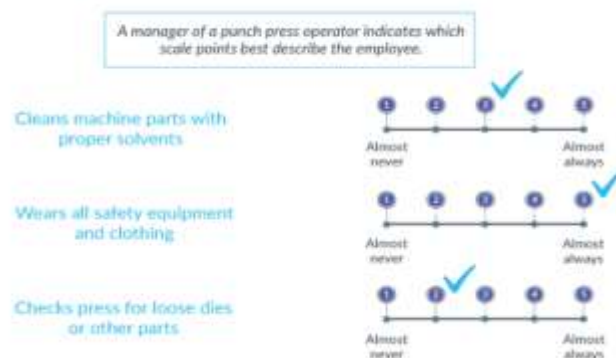 A manager of a punch press operator indicates which
scale points best describe the employee.
Cleans machine parts with
proper solvents
1 2 3 4 5
Almost
never
Almost
always
Wears all safety equipment
and clothing
1 2 3 4 5
Almost
never
Almost
always
Checks press for loose dies
or other parts
1 2 3 4 5
Almost
never
Almost
always